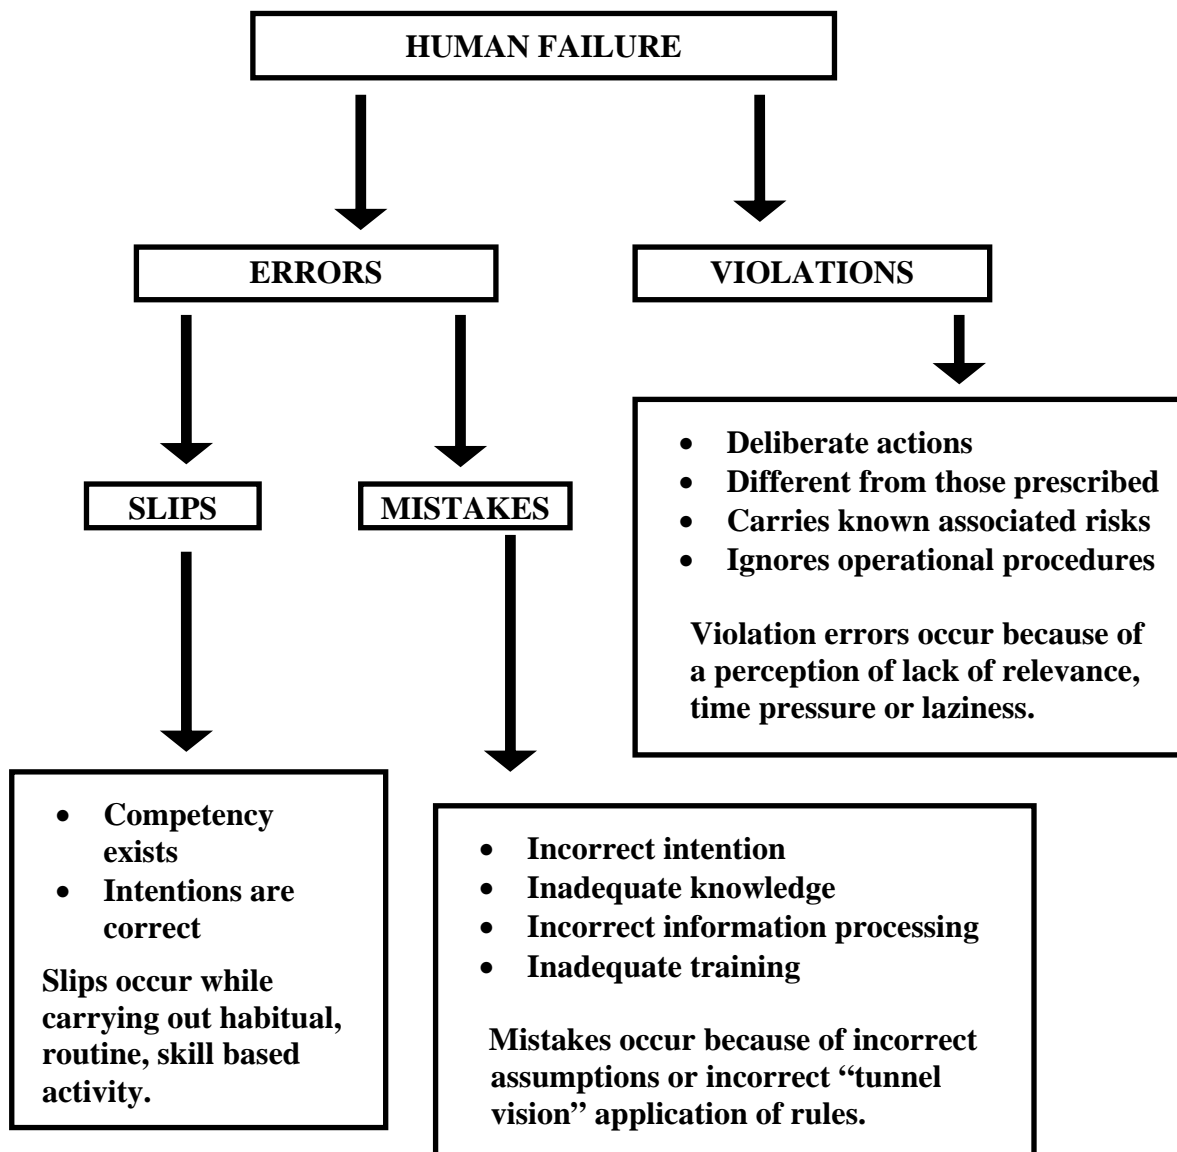 HUMAN FAILURE
ERRORS
VIOLATIONS
SLIPS
MISTAKES
• Deliberate actions
• Different from those prescribed
• Carries known associated risks
• Ignores operational procedures
Violation errors occur because of
a perception of lack of relevance,
time pressure or laziness.
• Competency
exists
• Intentions are
correct
Slips occur while
carrying out habitual,
routine, skill based
activity.
• Incorrect intention
• Inadequate knowledge
• Incorrect information processing
• Inadequate training
Mistakes occur because of incorrect
assumptions or incorrect “tunnel
vision” application of rules.